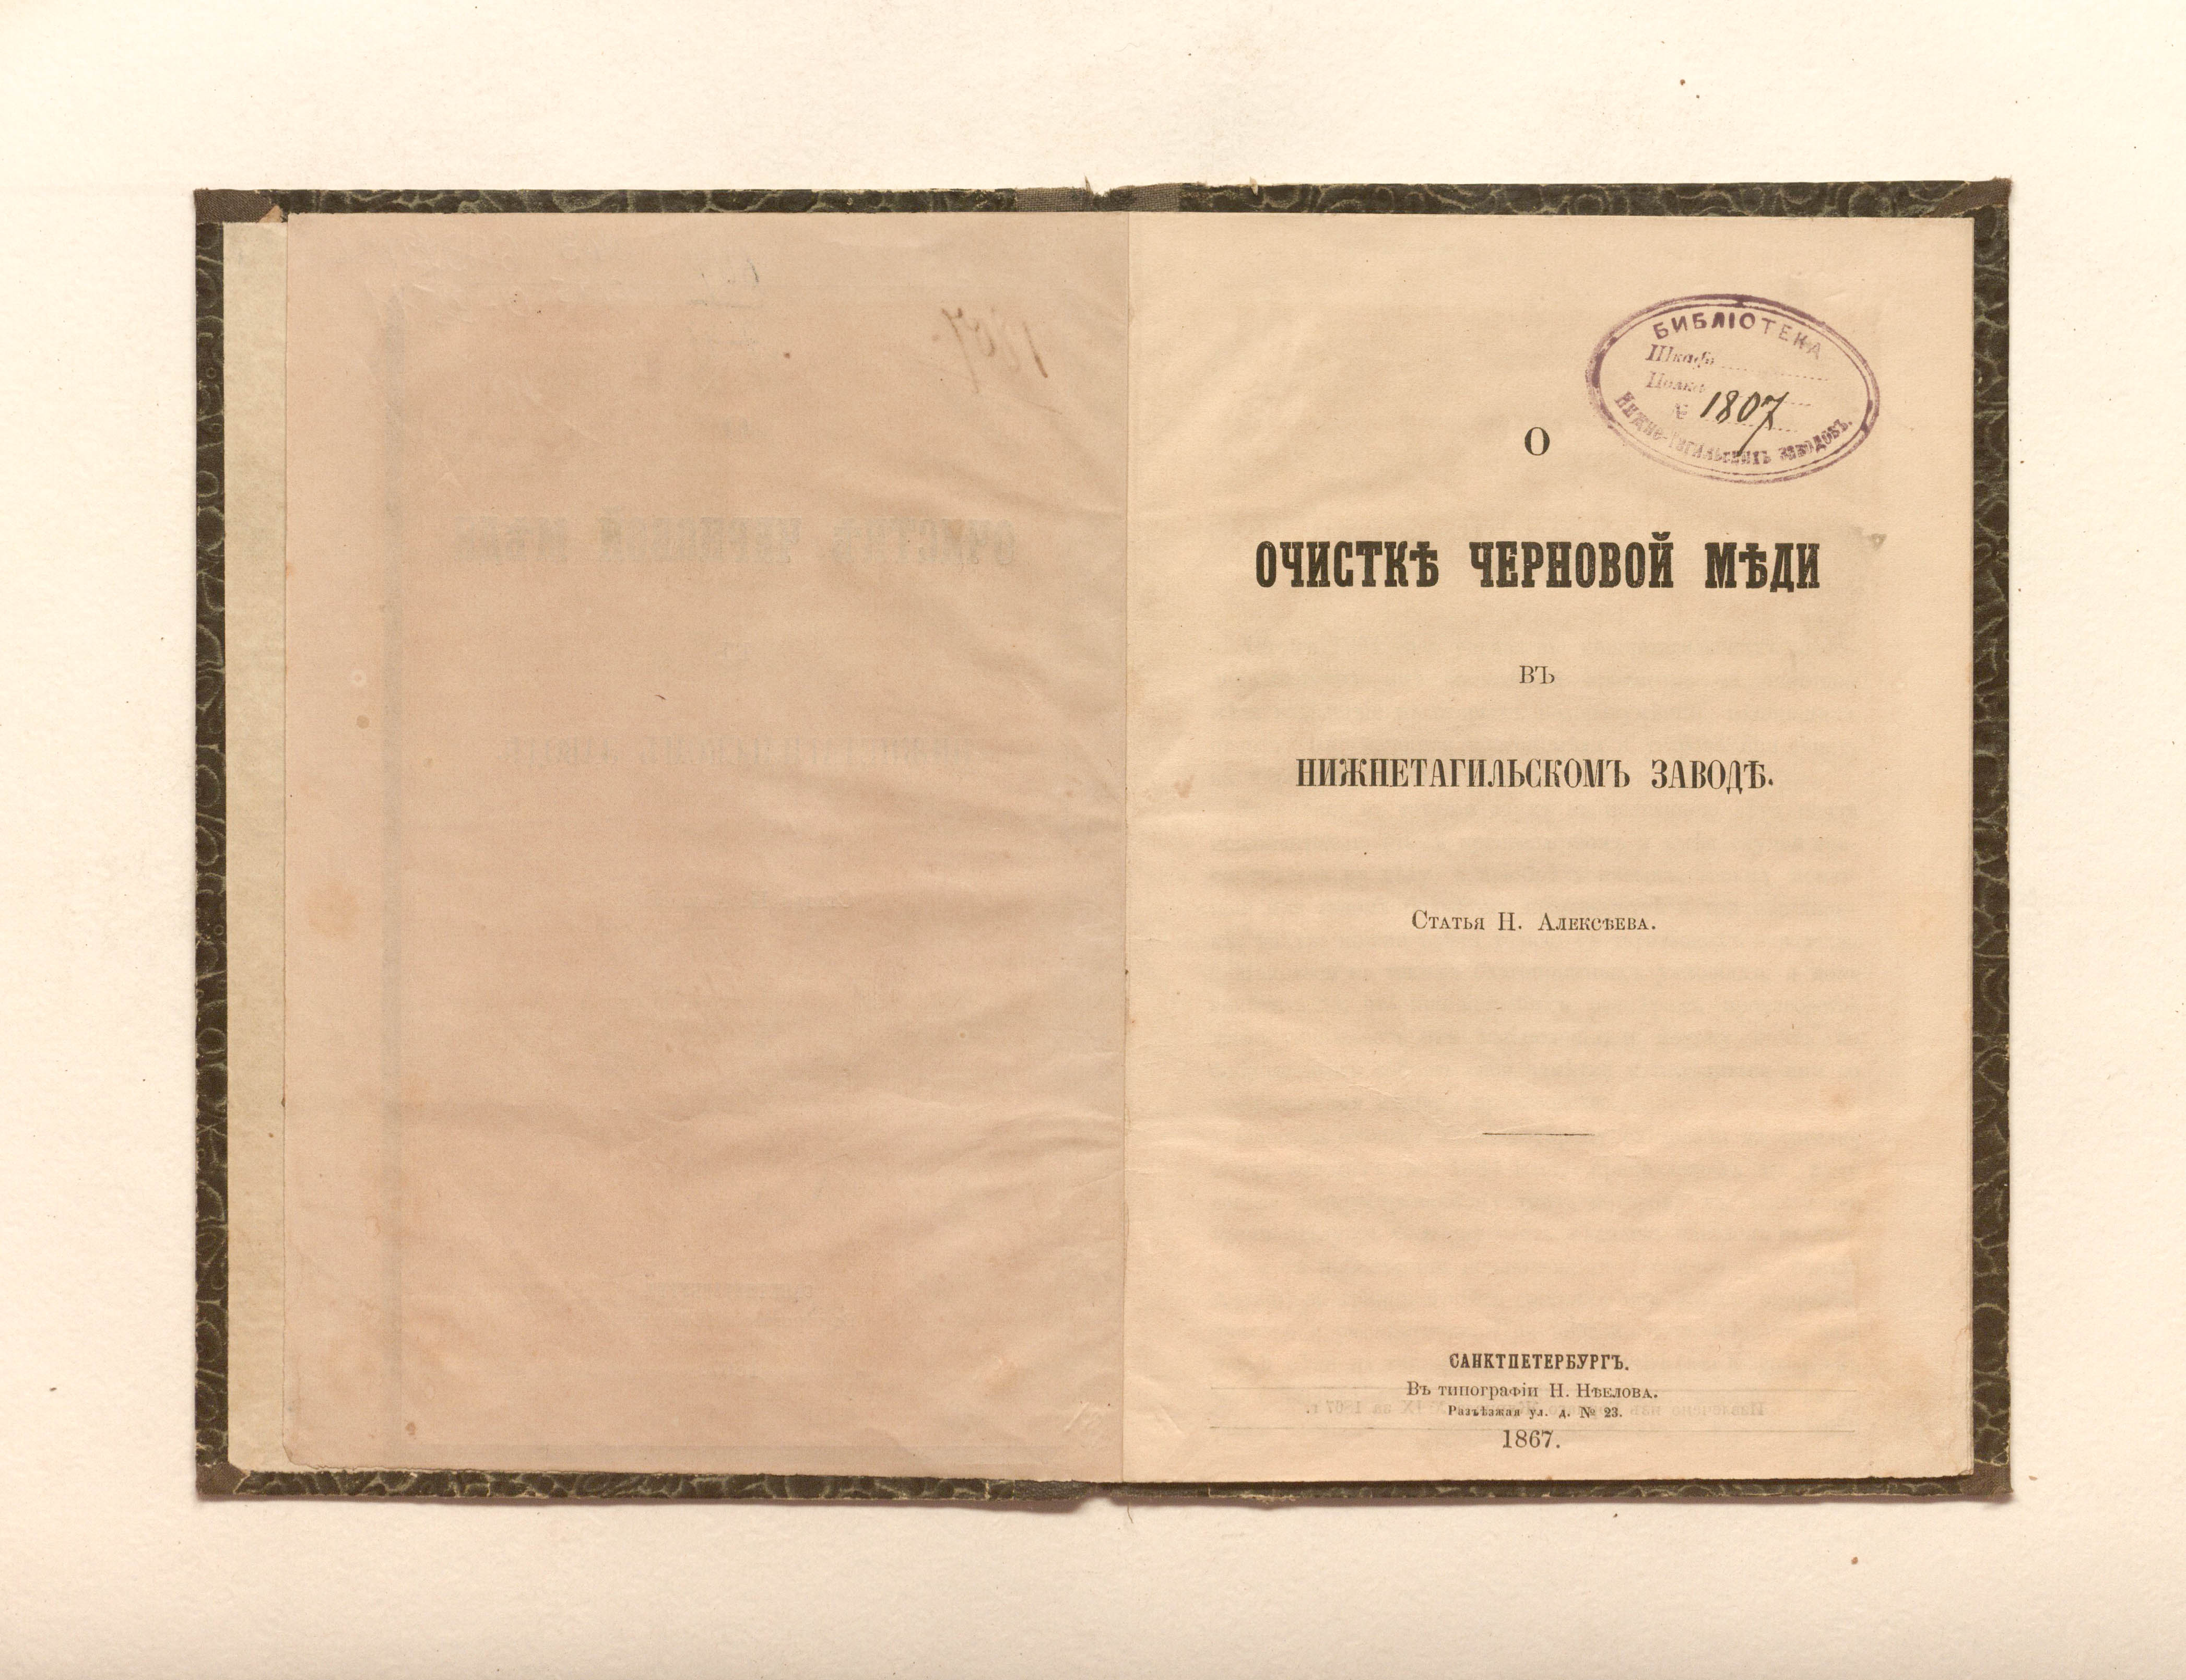 БИБЛІОТЕКА
Шкафъ
Полка
№ 1807
Нижне-Тагильскихъ заводовъ.
О
ОЧИСТКѢ ЧЕРНОВОЙ МѢДИ
ВЪ
НИЖНЕТАГИЛЬСКОМЪ ЗАВОДѢ.
Статья Н. Алексѣева.
САНКТПЕТЕРБУРГЪ.
Въ типографіи Н. Нѣелова.
Разъѣзжая ул. д. № 23.
1867.